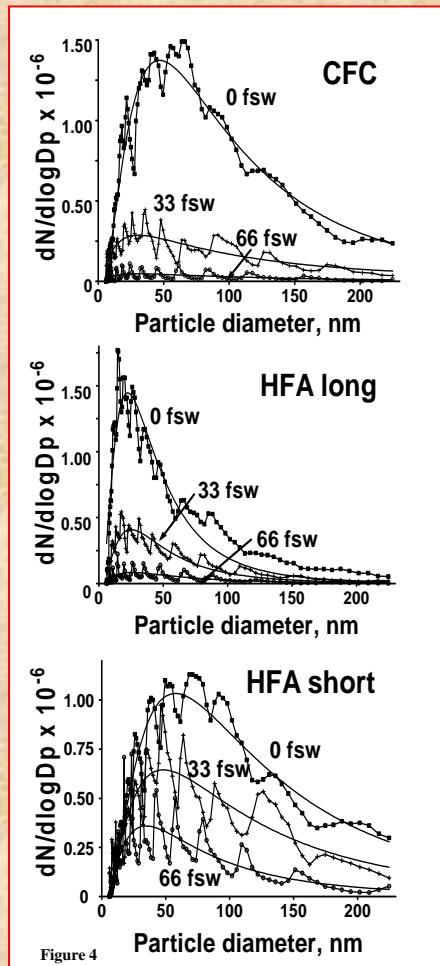 CFC
dN/dlogDp x 10-6
1.50
1.00
0.50
0.00
0 fsw
33 fsw
66 fsw
0 50 100 150 200
Particle diameter, nm
HFA long
dN/dlogDp x 10-6
1.50
1.00
0.50
0.00
0 fsw
33 fsw
66 fsw
0 50 100 150 200
Particle diameter, nm
HFA short
dN/dlogDp x 10-6
1.00
0.75
0.50
0.25
0
0 fsw
33 fsw
66 fsw
0 50 100 150 200
Particle diameter, nm
Figure 4